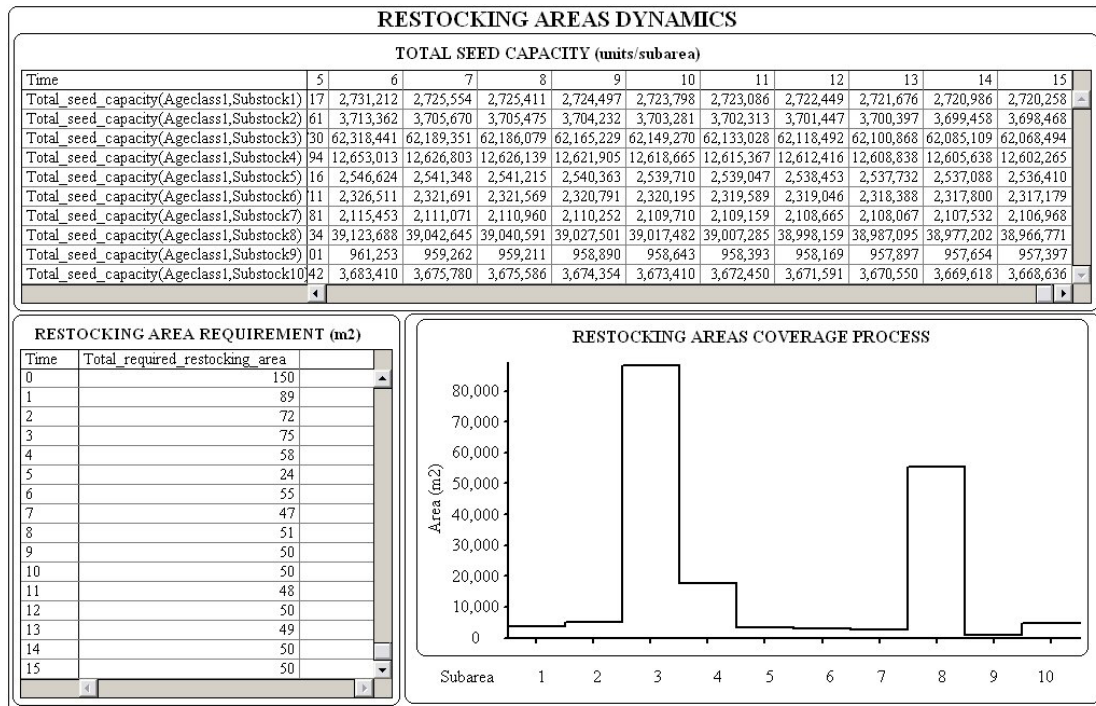 RESTOCKING AREAS DYNAMICS
TOTAL SEED CAPACITY (units/subarea)
Time 5 6 7 8 9 10 11 12 13 14 15
Total_seed_capacity(Ageclass1,Substock1) 17 2,731,212 2,725,554 2,725,411 2,724,497 2,723,798 2,723,086 2,722,449 2,721,676 2,720,986 2,720,258
Total_seed_capacity(Ageclass1,Substock2) 61 3,713,362 3,705,670 3,705,475 3,704,232 3,703,281 3,702,313 3,701,447 3,700,397 3,699,458 3,698,468
Total_seed_capacity(Ageclass1,Substock3) '30 62,318,441 62,189,351 62,186,079 62,165,229 62,149,270 62,133,028 62,118,492 62,100,868 62,085,109 62,068,494
Total_seed_capacity(Ageclass1,Substock4) 94 12,653,013 12,626,803 12,626,139 12,621,905 12,618,665 12,615,367 12,612,416 12,608,838 12,605,638 12,602,265
Total_seed_capacity(Ageclass1,Substock5) 16 2,546,624 2,541,348 2,541,215 2,540,363 2,539,710 2,539,047 2,538,453 2,537,732 2,537,088 2,536,410
Total_seed_capacity(Ageclass1,Substock6) '11 2,326,511 2,321,691 2,321,569 2,320,791 2,320,195 2,319,589 2,319,046 2,318,388 2,317,800 2,317,179
Total_seed_capacity(Ageclass1,Substock7) 81 2,115,453 2,111,071 2,110,960 2,110,252 2,109,710 2,109,159 2,108,665 2,108,067 2,107,532 2,106,968
Total_seed_capacity(Ageclass1,Substock8) 34 39,123,688 39,042,645 39,040,591 39,027,501 39,017,482 39,007,285 38,998,159 38,987,095 38,977,202 38,966,771
Total_seed_capacity(Ageclass1,Substock9) 01 961,253 959,262 959,211 958,890 958,643 958,393 958,169 957,897 957,654 957,397
Total_seed_capacity(Ageclass1,Substock10) 42 3,683,410 3,675,780 3,675,586 3,674,354 3,673,410 3,672,450 3,671,591 3,670,550 3,669,618 3,668,636
RESTOCKING AREA REQUIREMENT (m2)
Time Total_required_restocking_area
0 150
1 89
2 72
3 75
4 58
5 24
6 55
7 47
8 51
9 50
10 50
11 48
12 50
13 49
14 50
15 50
RESTOCKING AREAS COVERAGE PROCESS
Area (m2)
80,000
70,000
60,000
50,000
40,000
30,000
20,000
10,000
0
Subarea 1 2 3 4 5 6 7 8 9 10